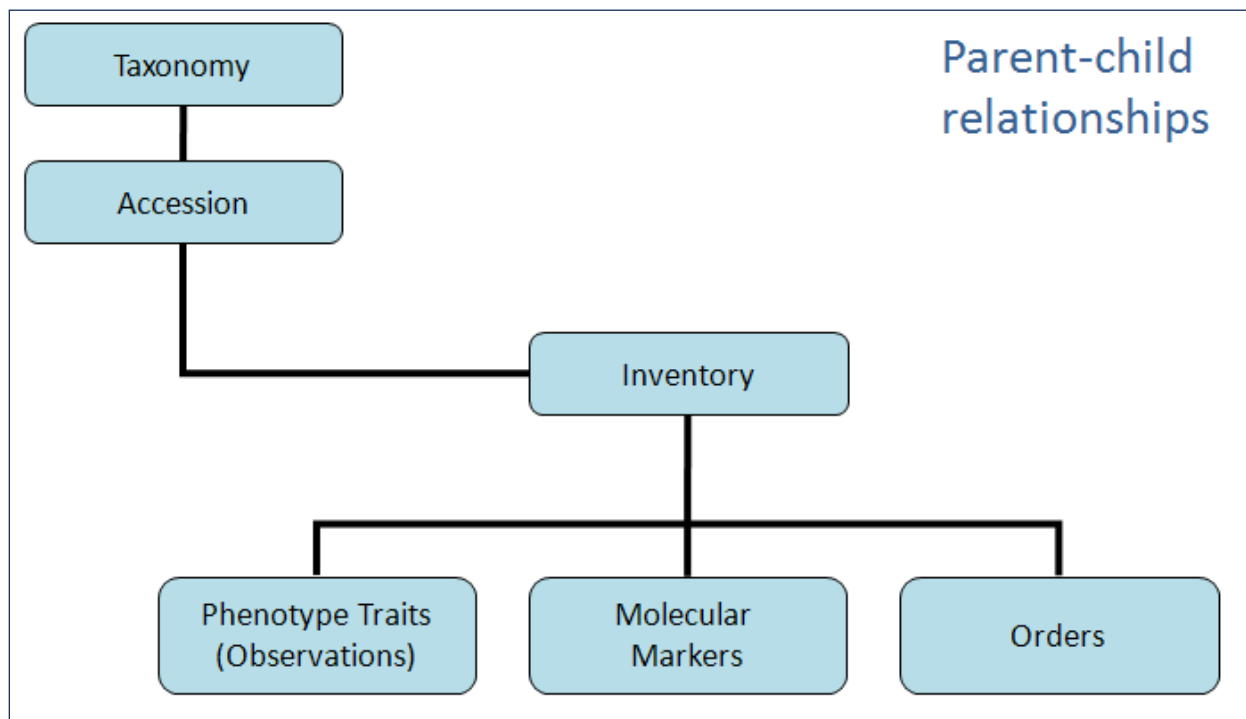 Taxonomy
Parent-child
relationships
Accession
Inventory
Phenotype Traits
(Observations)
Molecular
Markers
Orders